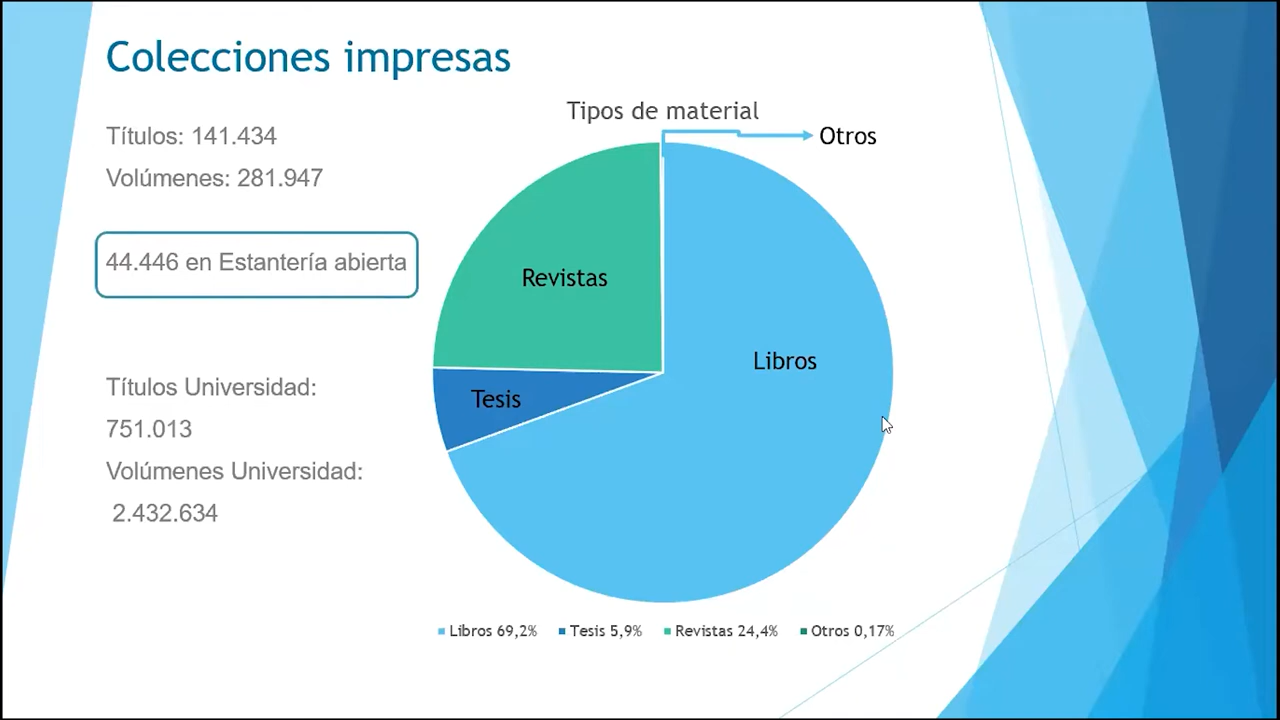 Colecciones impresas
Títulos: 141.434
Volúmenes: 281.947
44.446 en Estantería abierta
Títulos Universidad:
751.013
Volúmenes Universidad:
2.432.634
Tipos de material
Otros
Revistas
Libros
Tesis
Libros 69,2% Tesis 5,9% Revistas 24,4% Otros 0,17%